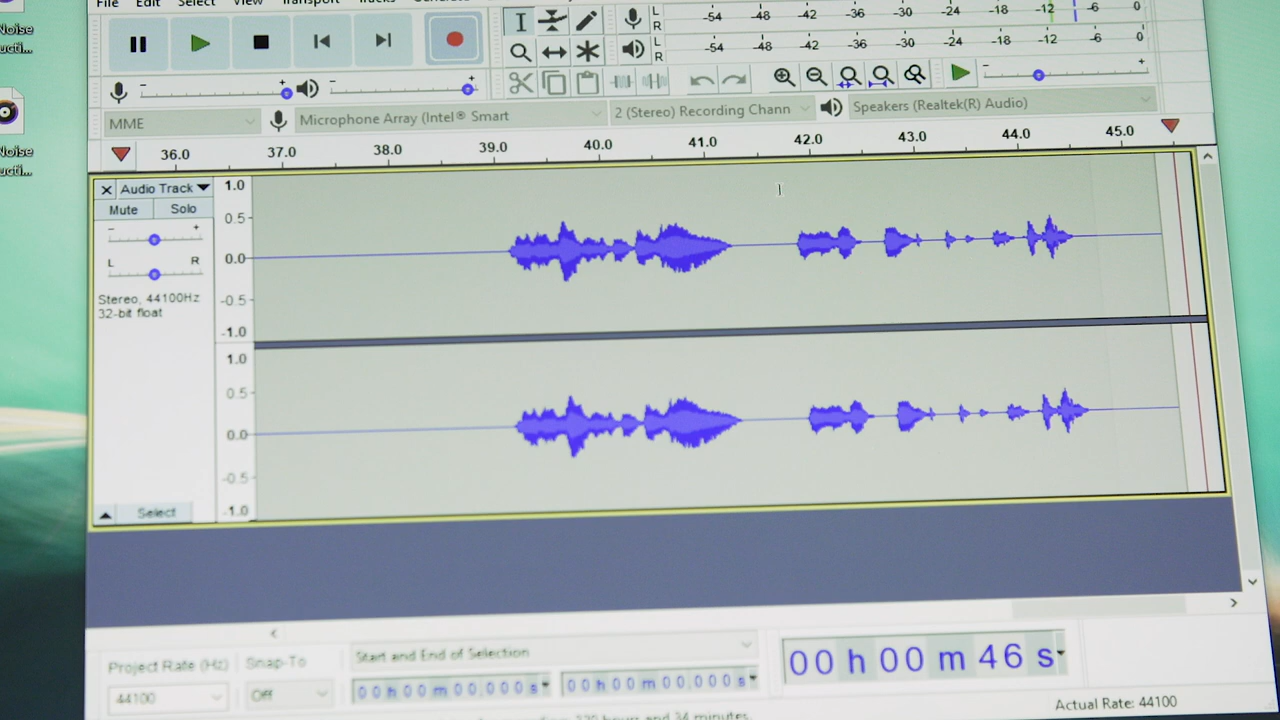 File Edit Select View Transport Tracks
Noise
ucti...
Noise
ucti...
L
R
-54 -48 -42 -36 -30 -24 -18 -12 -6 0
L
R
-54 -48 -42 -36 -30 -24 -18 -12 -6 0
- +
- +
- +
MME
Microphone Array (Intel® Smart
2 (Stereo) Recording Chann
Speakers (Realtek(R) Audio)
36.0 37.0 38.0 39.0 40.0 41.0 42.0 43.0 44.0 45.0
× Audio Track
Mute Solo
- +
L R
Stereo, 44100Hz
32-bit float
Select
1.0
0.5
0.0
-0.5
-1.0
1.0
0.5
0.0
-0.5
-1.0
Project Rate (Hz)
44100
Snap-To
Off
Start and End of Selection
00 h 00 m 00.000 s
00 h 00 m 00.000 s
00 h 00 m 46 s
hours and 34 minutes.
Actual Rate: 44100